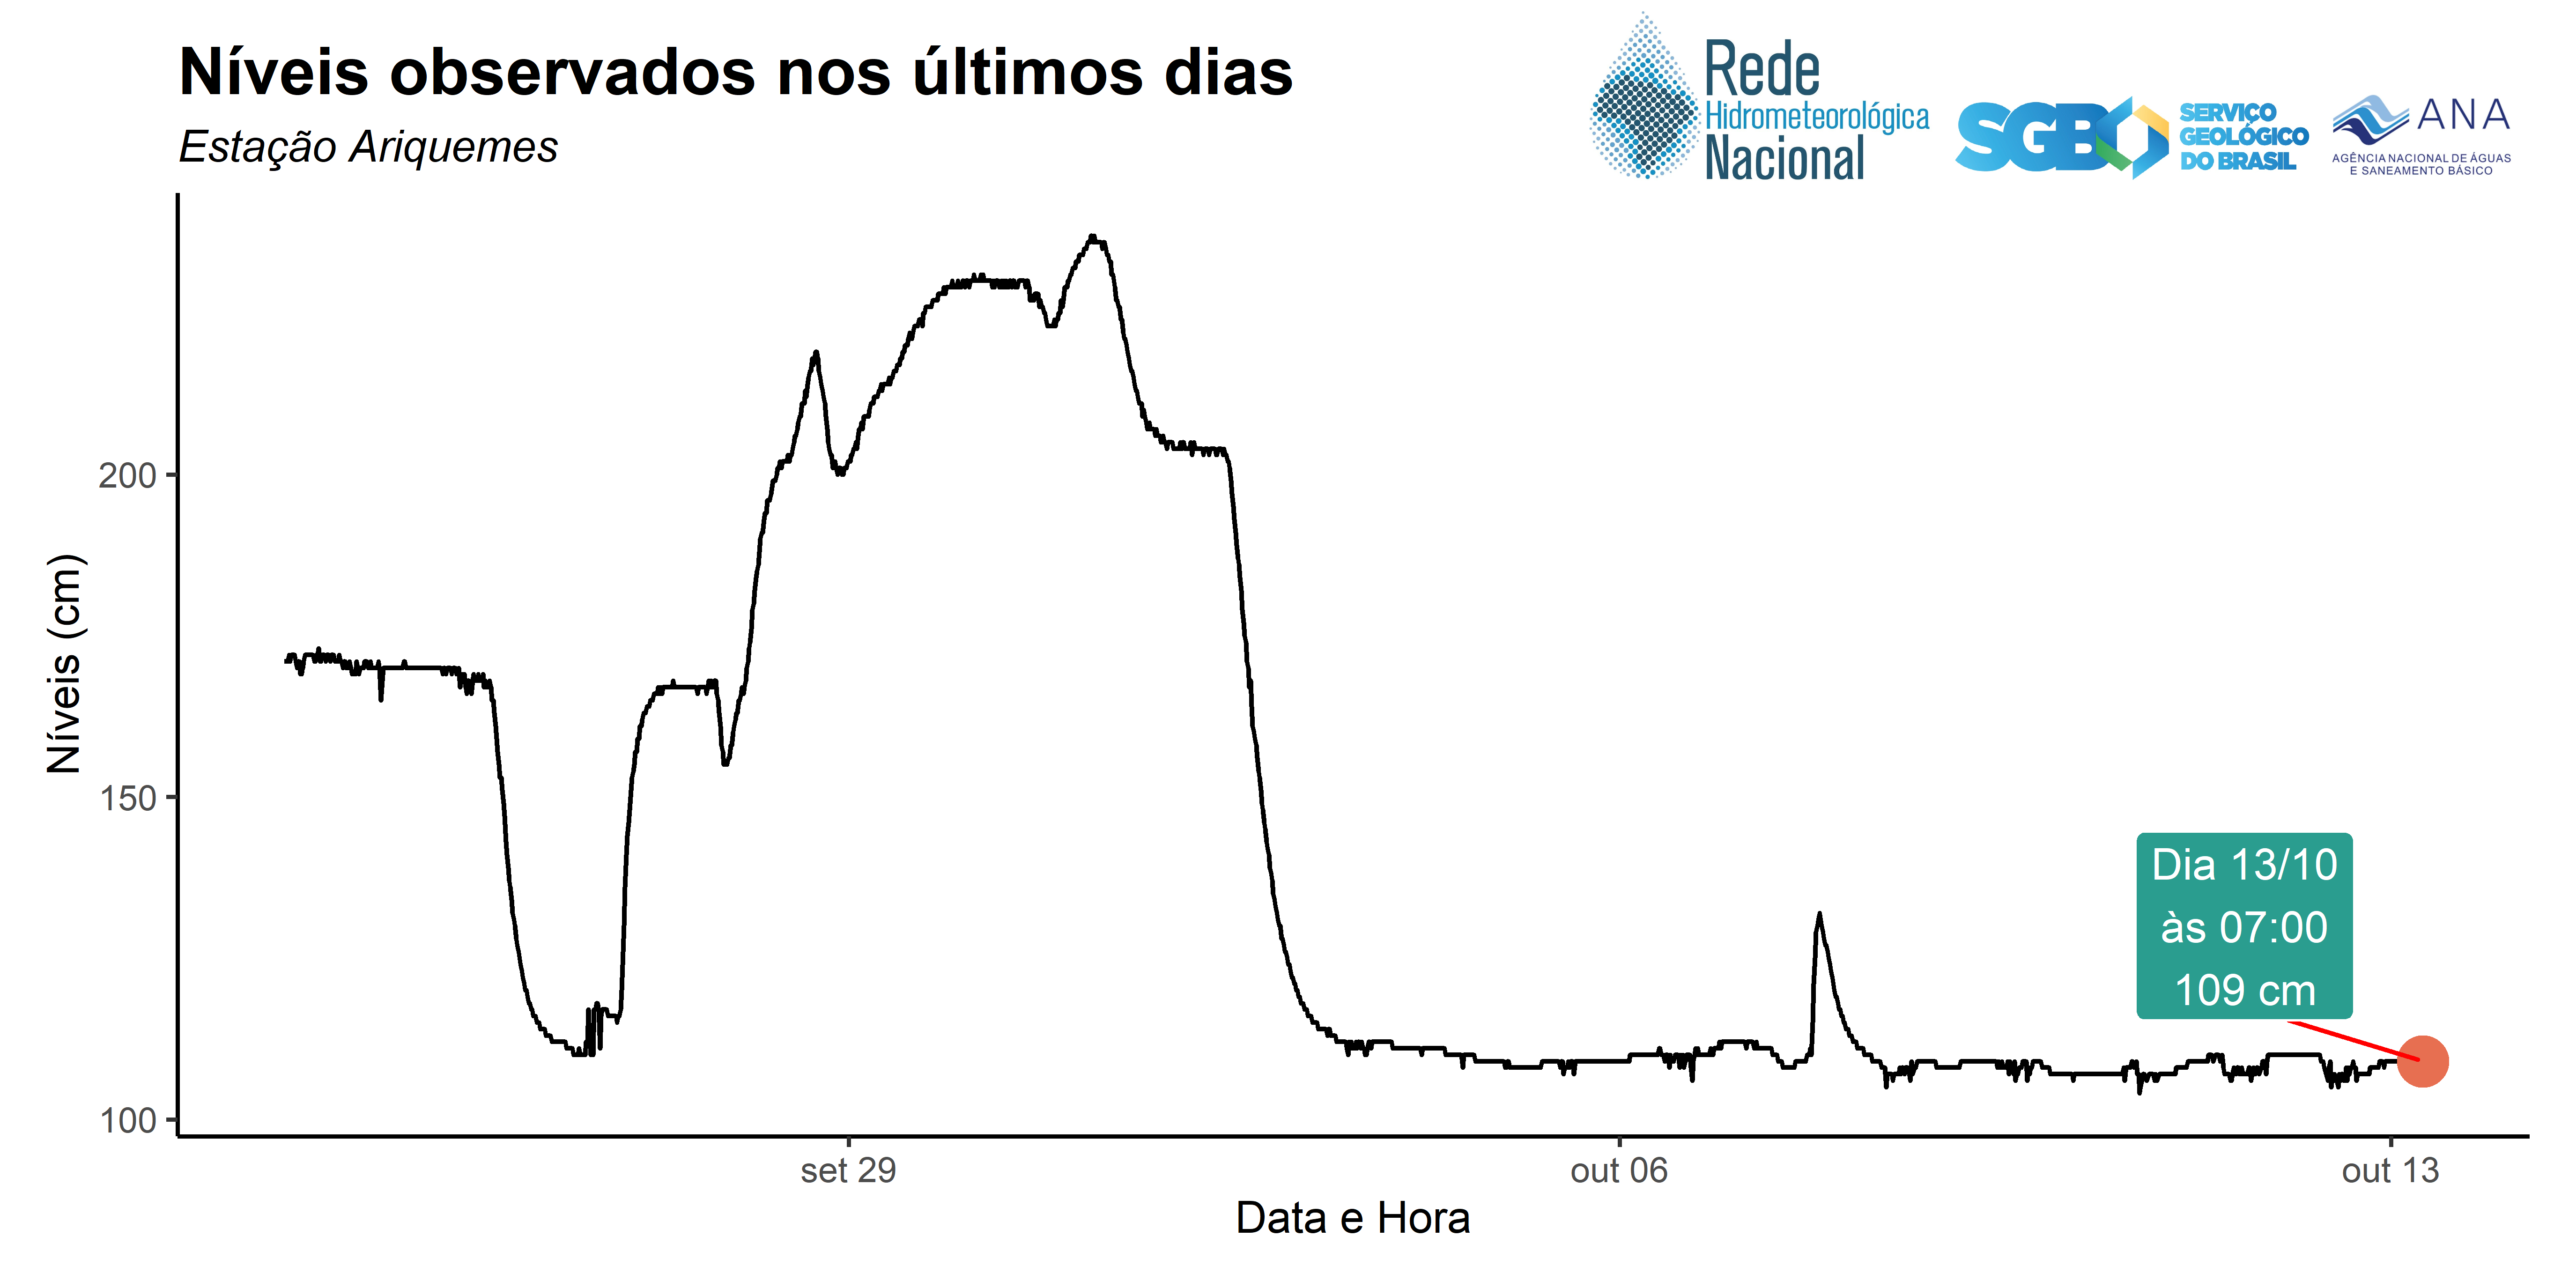 Níveis observados nos últimos dias
Estação Ariquemes
Rede
Hidrometeorológica
Nacional
SGB
SERVIÇO
GEOLÓGICO
DO BRASIL
ANA
AGÊNCIA NACIONAL DE ÁGUAS
E SANEAMENTO BÁSICO
Níveis (cm)
200
150
100
Dia 13/10
às 07:00
109 cm
set 29
out 06
out 13
Data e Hora